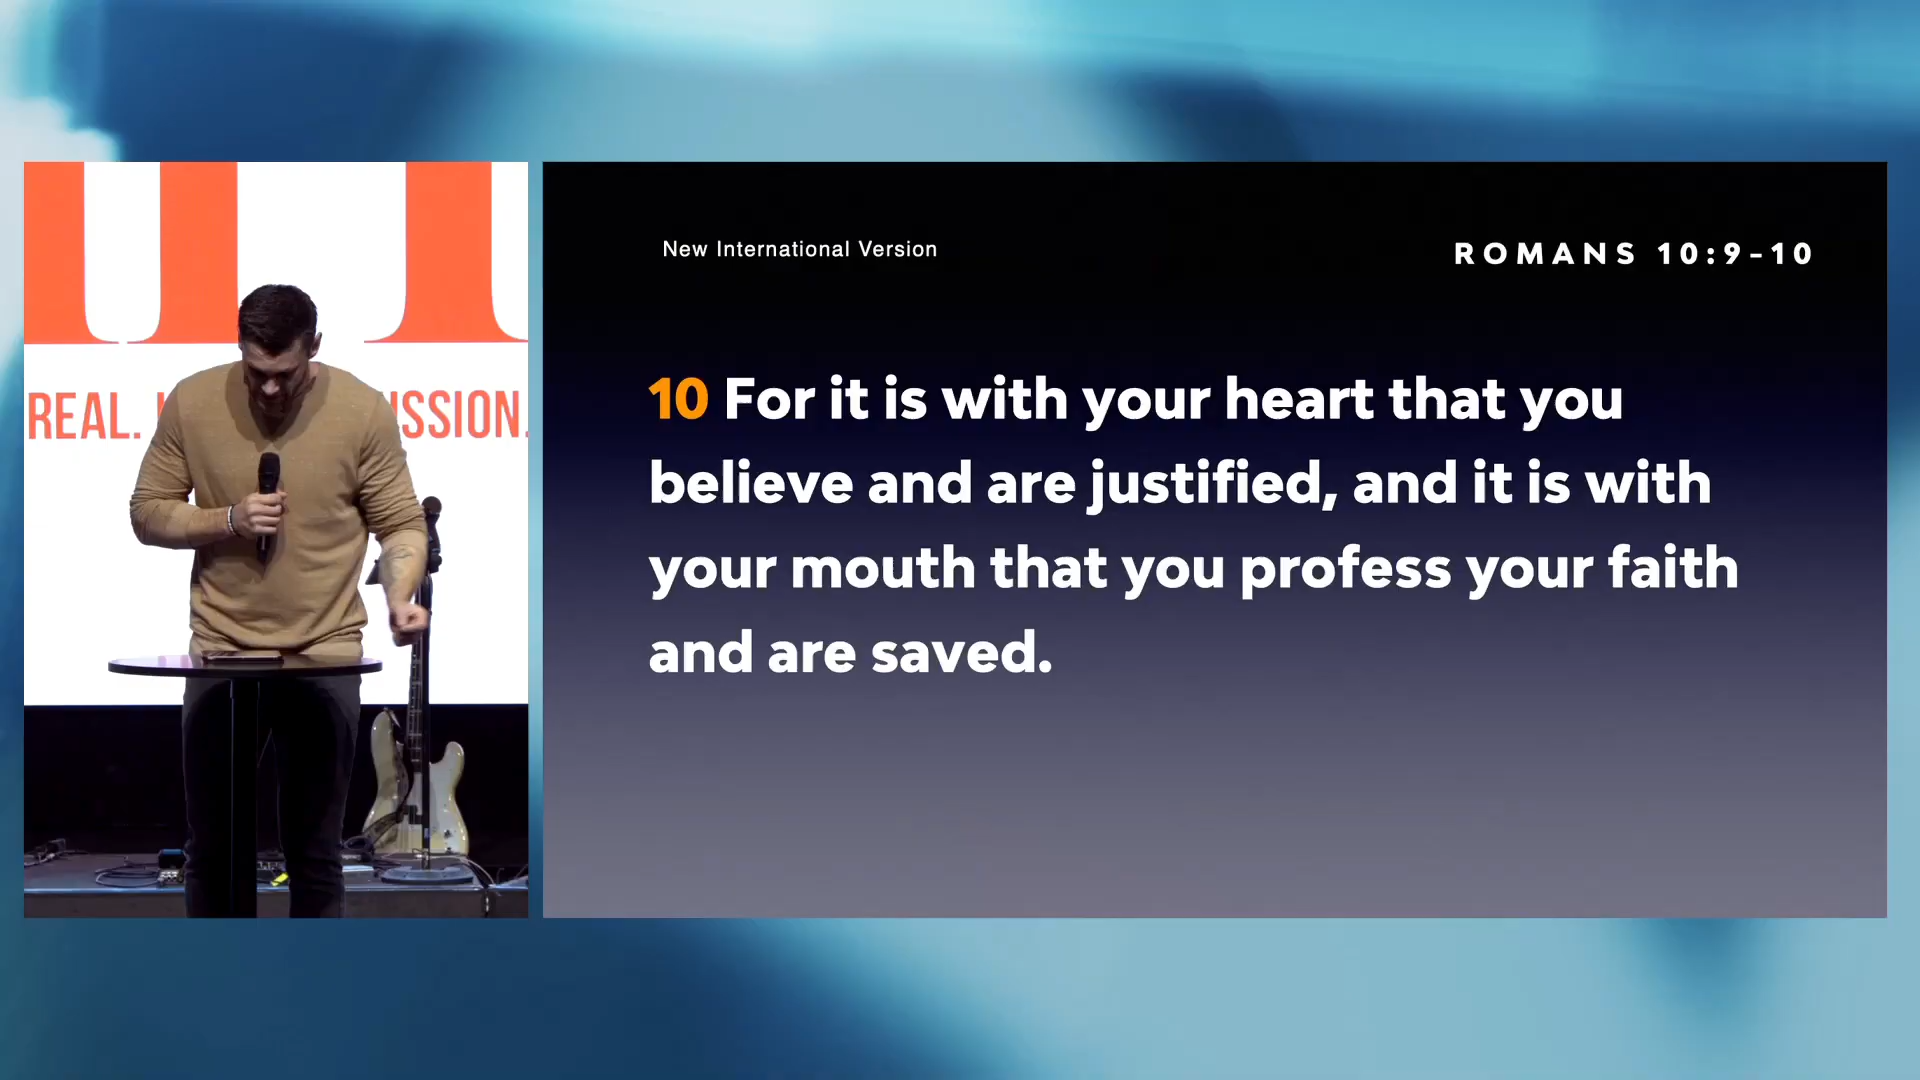 REAL.
New International Version
ROMANS 10:9-10
10 For it is with your heart that you
believe and are justified, and it is with
your mouth that you profess your faith
and are saved.